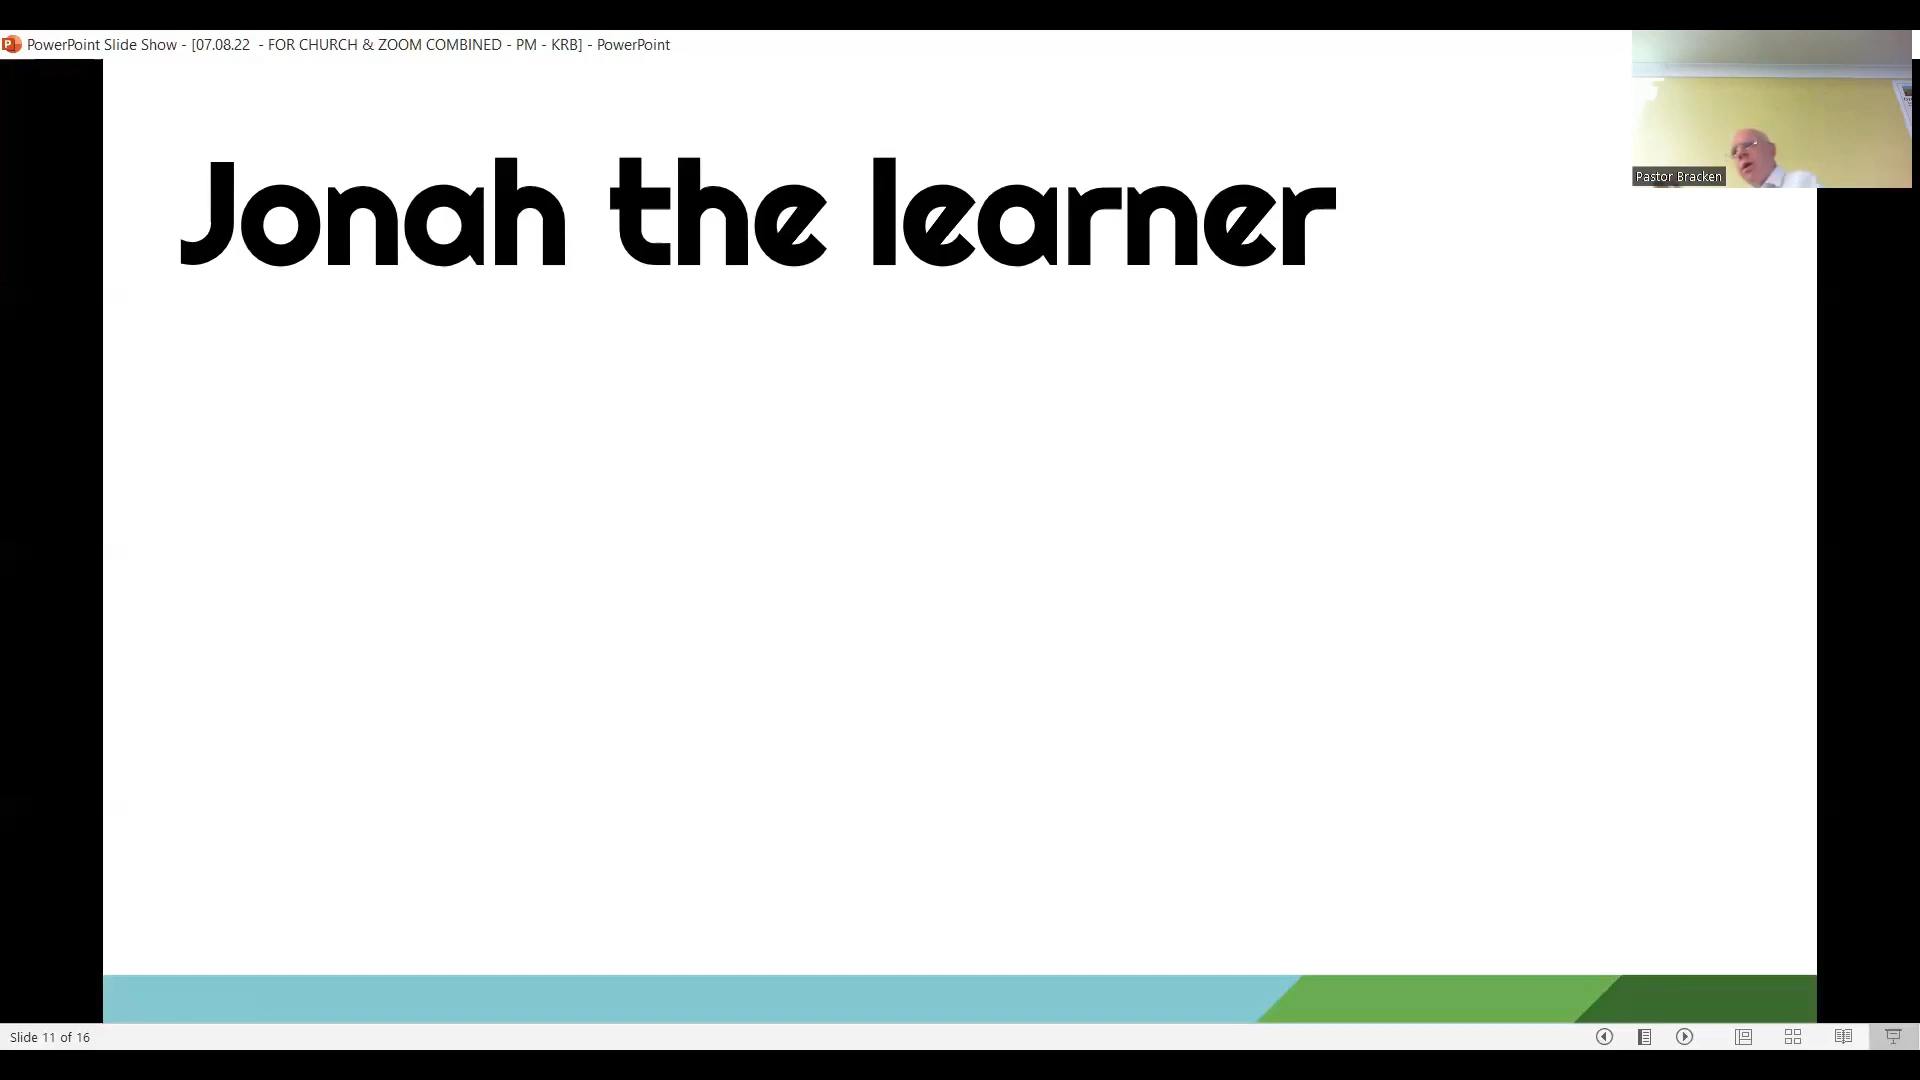 PowerPoint Slide Show - [07.08.22  - FOR CHURCH & ZOOM COMBINED - PM - KRB] - PowerPoint
Pastor Bracken
Jonah the learner
Slide 11 of 16